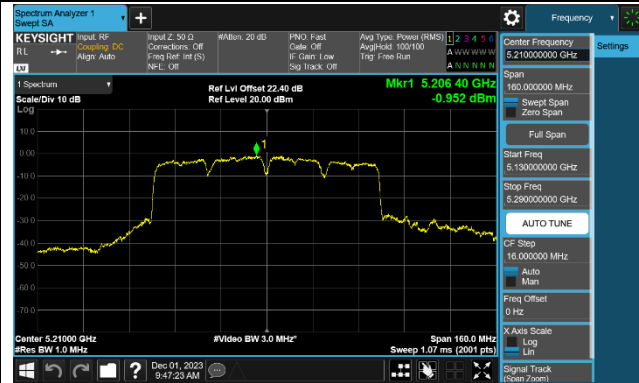 Spectrum Analyzer 1
Swept SA
Frequency
KEYSIGHT
RL
LXI
Input: RF
Coupling: DC
Align: Auto
Input Z: 50 Ω
Corrections: Off
Freq Ref: Int (S)
NFE: Off
#Atten: 20 dB
PNO: Fast
Gate: Off
IF Gain: Low
Sig Track: Off
Avg Type: Power (RMS)
Avg|Hold: 100/100
Trig: Free Run
1 2 3 4 5 6
A W W W W W
A N N N N N
1 Spectrum
Scale/Div 10 dB
Log
Ref Lvl Offset 22.40 dB
Ref Level 20.00 dBm
Mkr1 5.206 40 GHz
-0.952 dBm
1
10.0
0.00
-10.0
-20.0
-30.0
-40.0
-50.0
-60.0
-70.0
Center 5.21000 GHz
#Res BW 1.0 MHz
#Video BW 3.0 MHz*
Span 160.0 MHz
Sweep 1.07 ms (2001 pts)
Dec 01, 2023
9:47:23 AM
?
Settings
Center Frequency
5.210000000 GHz
Span
160.000000 MHz
Swept Span
Zero Span
Full Span
Start Freq
5.130000000 GHz
Stop Freq
5.290000000 GHz
AUTO TUNE
CF Step
16.000000 MHz
Auto
Man
Freq Offset
0 Hz
X Axis Scale
Log
Lin
Signal Track
(Span Zoom)